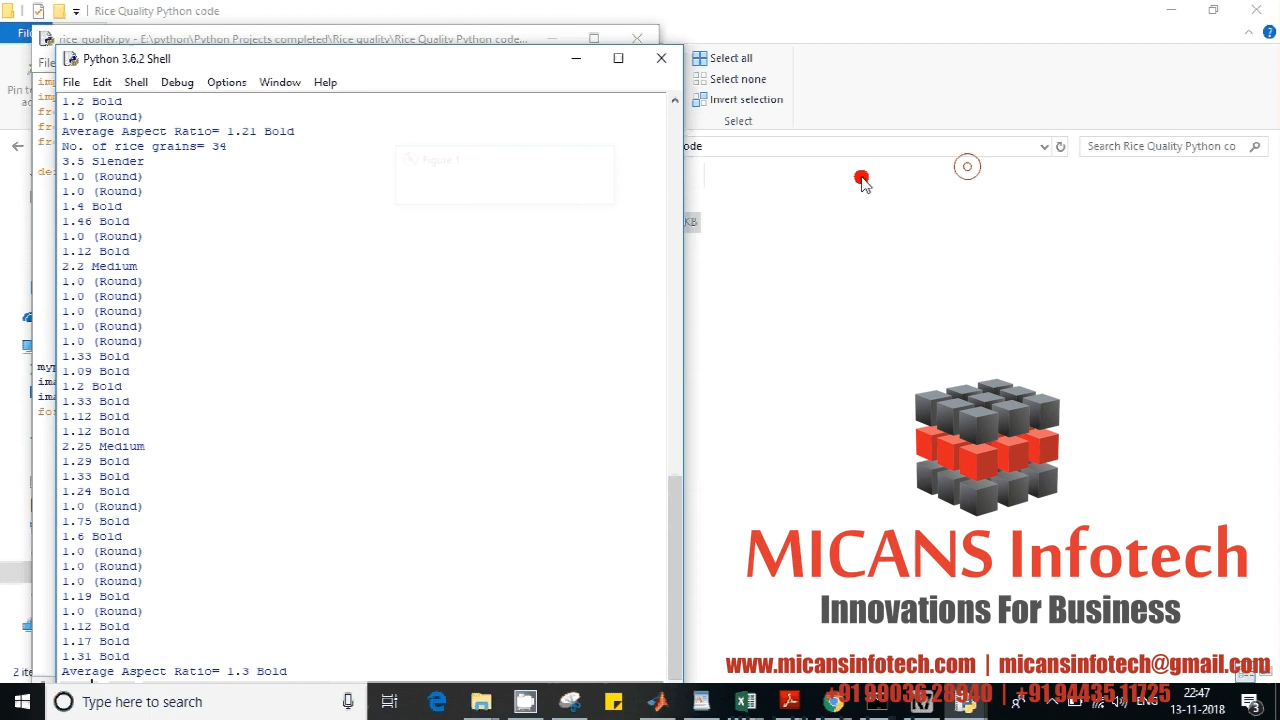 Rice Quality Python code
rice_quality.py - E:\python\Python Projects completed\Rice quality\Rice Quality Python code...
Python 3.6.2 Shell
File Edit Shell Debug Options Window Help
1.2 Bold
1.0 (Round)
Average Aspect Ratio= 1.21 Bold
No. of rice grains= 34
3.5 Slender
1.0 (Round)
1.0 (Round)
1.4 Bold
1.46 Bold
1.0 (Round)
1.12 Bold
2.2 Medium
1.0 (Round)
1.0 (Round)
1.0 (Round)
1.0 (Round)
1.0 (Round)
1.33 Bold
1.09 Bold
1.2 Bold
1.33 Bold
1.12 Bold
1.12 Bold
2.25 Medium
1.29 Bold
1.33 Bold
1.24 Bold
1.0 (Round)
1.75 Bold
1.6 Bold
1.0 (Round)
1.0 (Round)
1.0 (Round)
1.19 Bold
1.0 (Round)
1.12 Bold
1.17 Bold
1.31 Bold
Average Aspect Ratio= 1.3 Bold
Figure 1
Select all
Select none
Invert selection
Select
ode
Search Rice Quality Python co
KB
MICANS Infotech
Innovations For Business
www.micansinfotech.com | micansinfotech@gmail.com
+91 90036 28940 | +91 94435 11725
Type here to search
ENG
22:47
13-11-2018
3